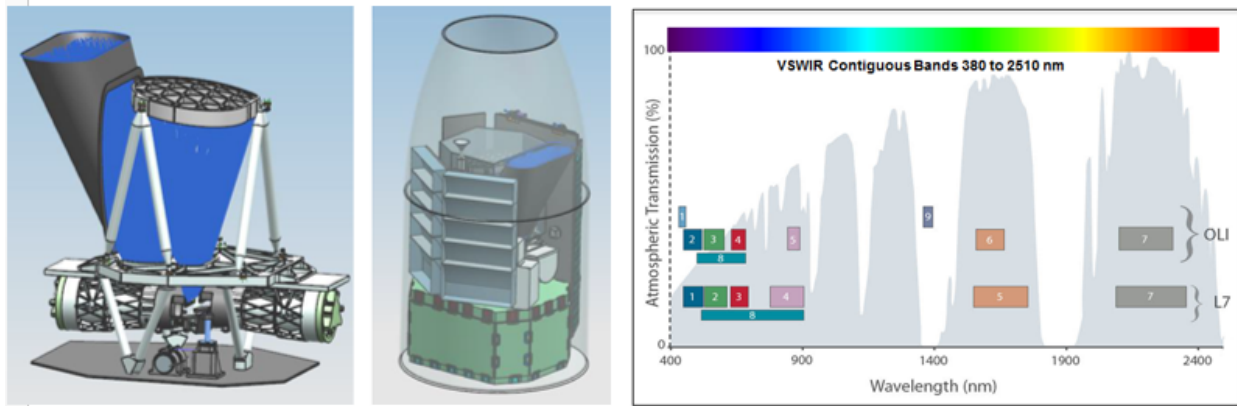 100
VSWIR Contiguous Bands 380 to 2510 nm
Atmospheric Transmission (%)
1
9
2 3 4 5 6 7
8
OLI
1 2 3 4 5 7
8
L7
0
400 900 1400 1900 2400
Wavelength (nm)